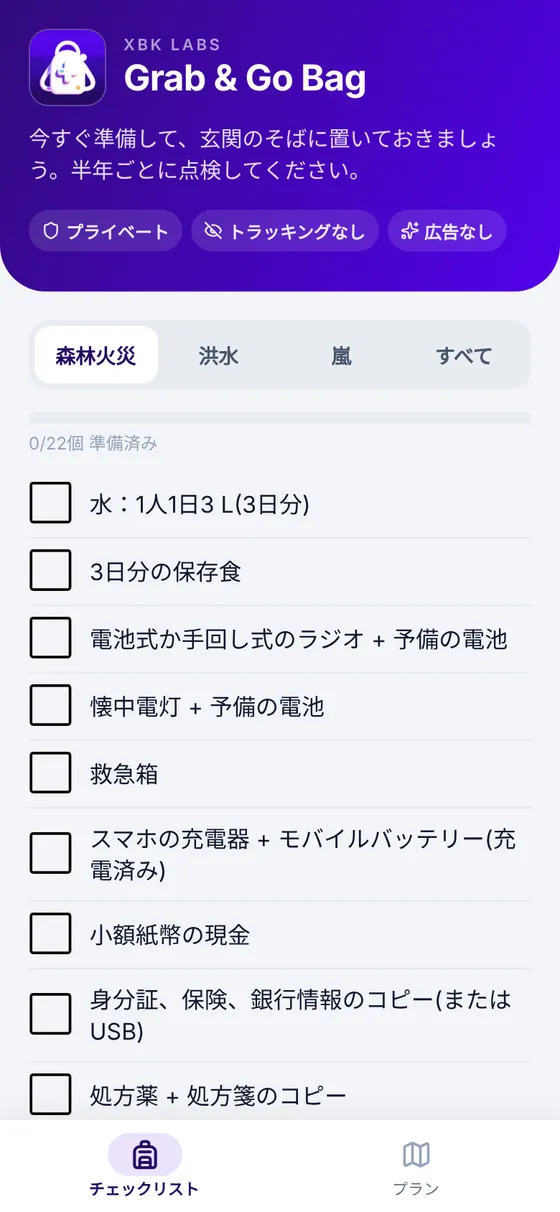 XBK LABS
Grab & Go Bag
今すぐ準備して、玄関のそばに置いておきましょ
う。半年ごとに点検してください。
プライベート
トラッキングなし
広告なし
森林火災
洪水
嵐
すべて
0/22個 準備済み
水：1人1日3 L(3日分)
3日分の保存食
電池式か手回し式のラジオ + 予備の電池
懐中電灯 + 予備の電池
救急箱
スマホの充電器 + モバイルバッテリー(充
電済み)
小額紙幣の現金
身分証、保険、銀行情報のコピー(または
USB)
処方薬 + 処方箋のコピー
チェックリスト
プラン